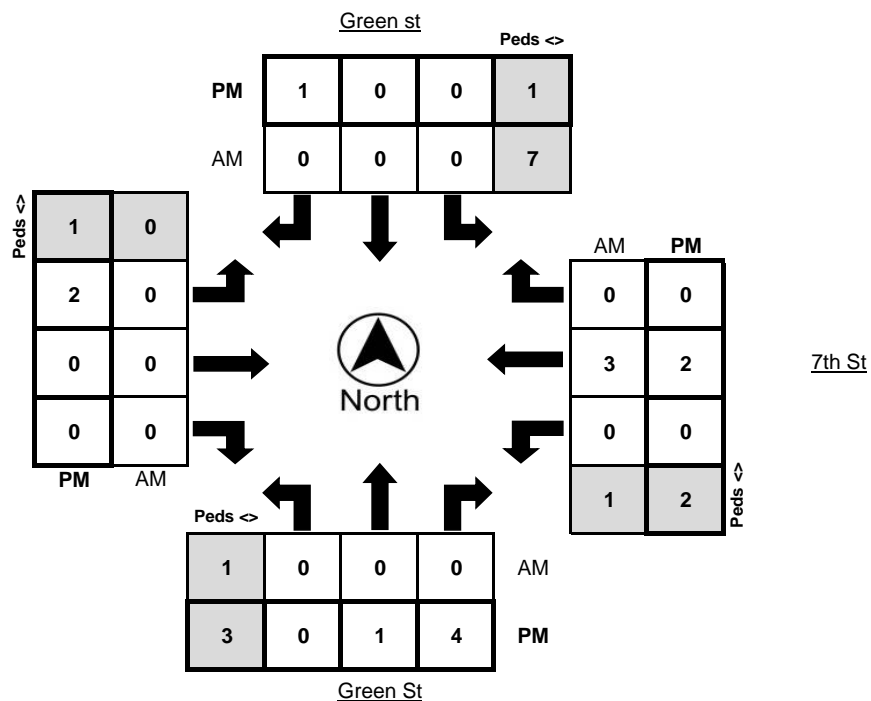 Green st
Peds <>
PM 1 0 0 1
AM 0 0 0 7
Peds <>
1 0
2 0
0 0
0 0
PM AM
AM PM
0 0
3 2
0 0
1 2
Peds <>
7th St
North
Peds <>
1 0 0 0 AM
3 0 1 4 PM
Green St